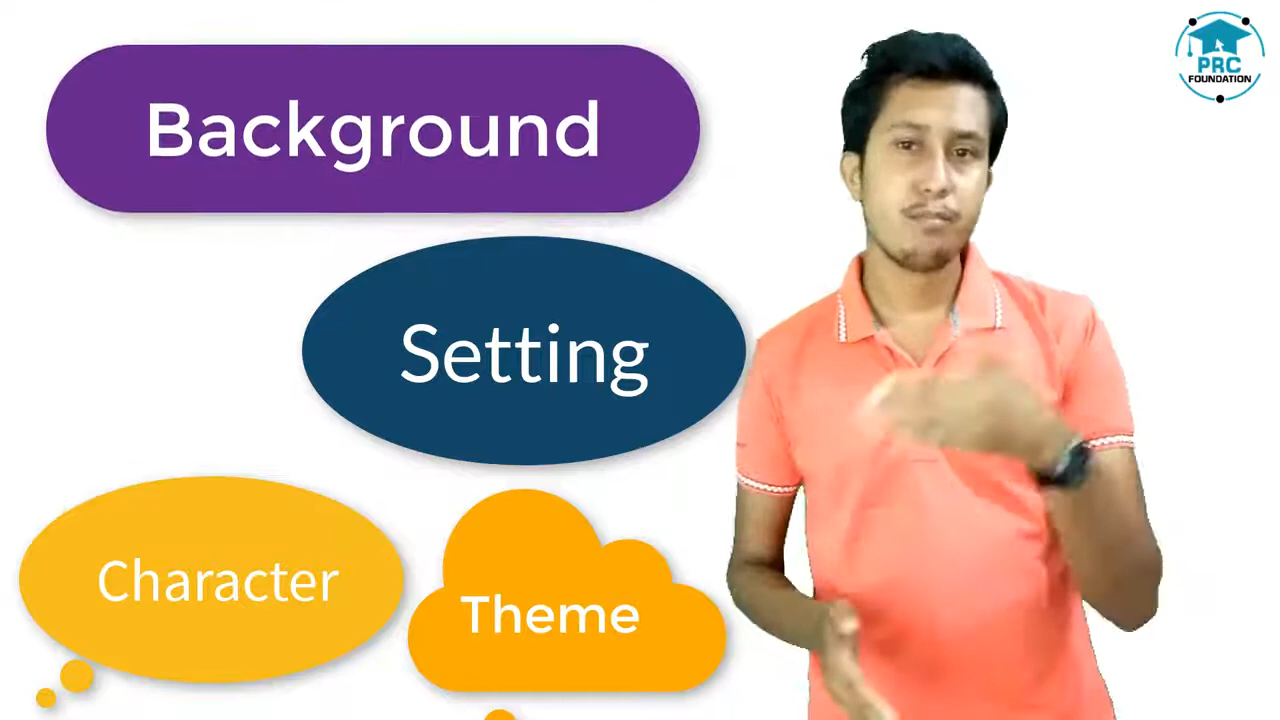 Background
Setting
Character
Theme
PRC
FOUNDATION